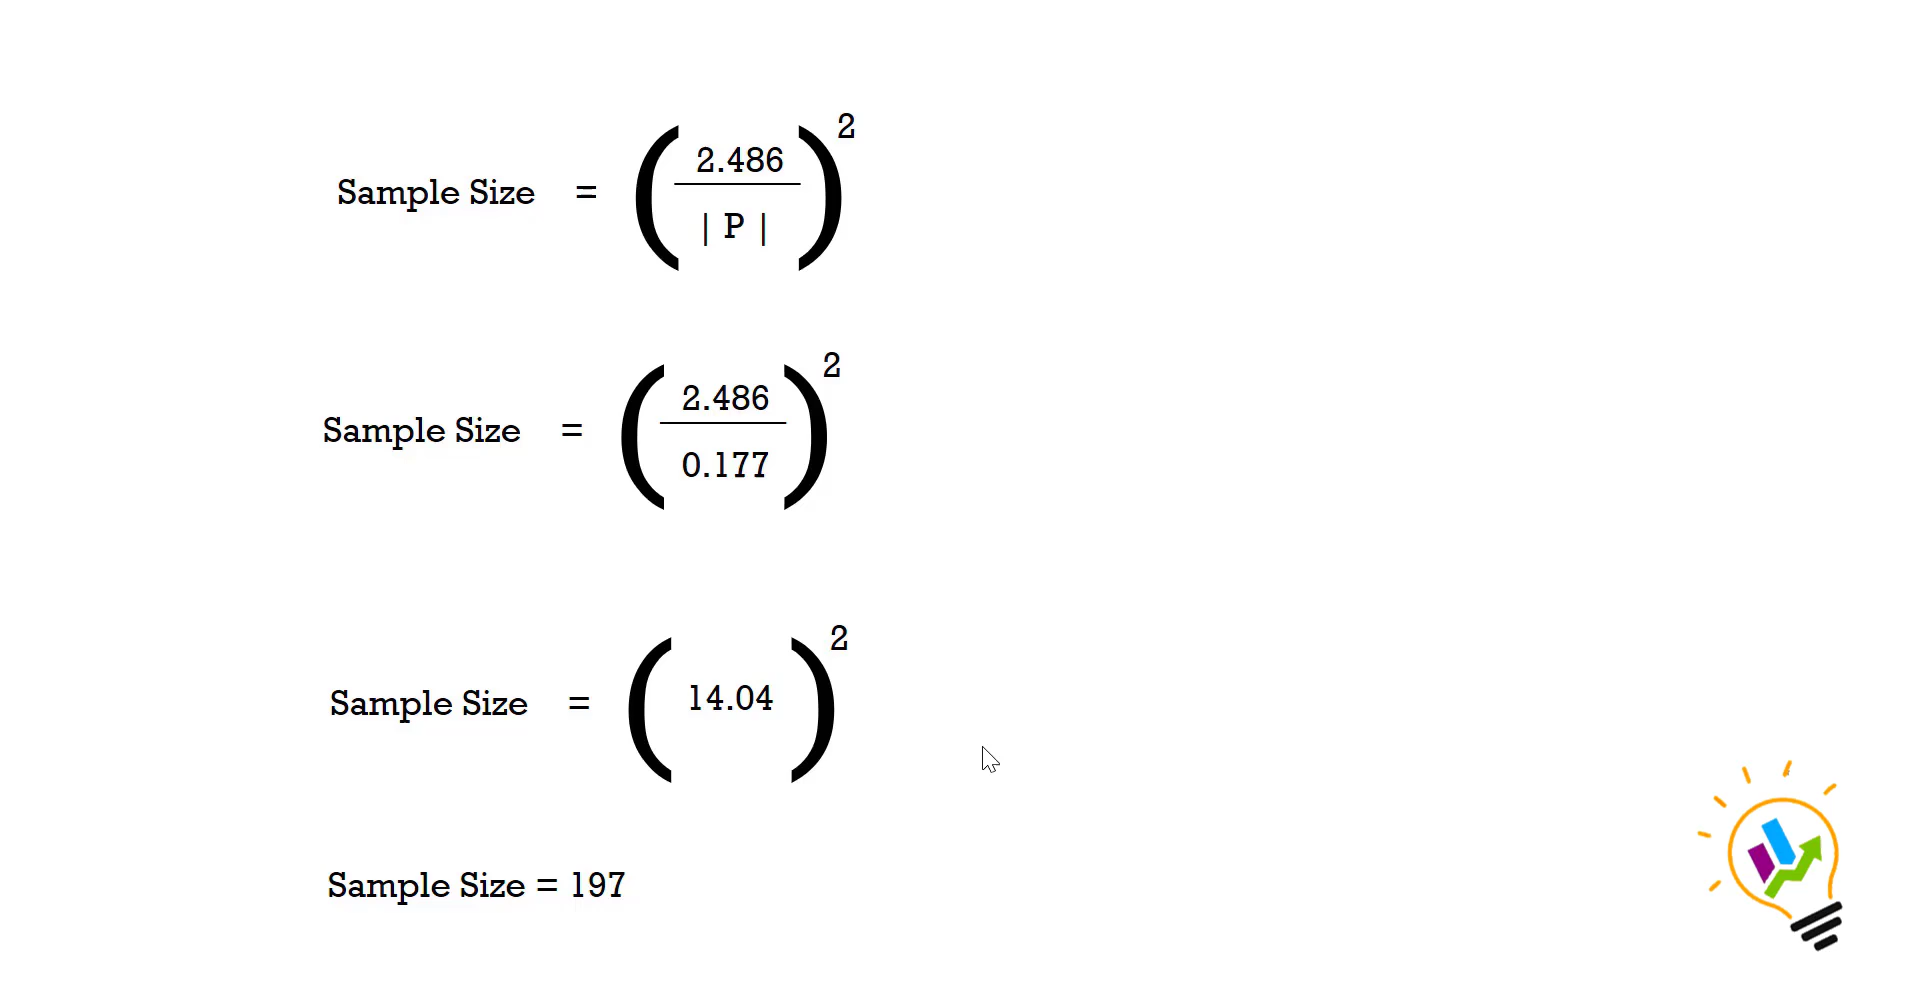 Sample Size = ( 2.486 / | P | )²
Sample Size = ( 2.486 / 0.177 )²
Sample Size = ( 14.04 )²
Sample Size = 197